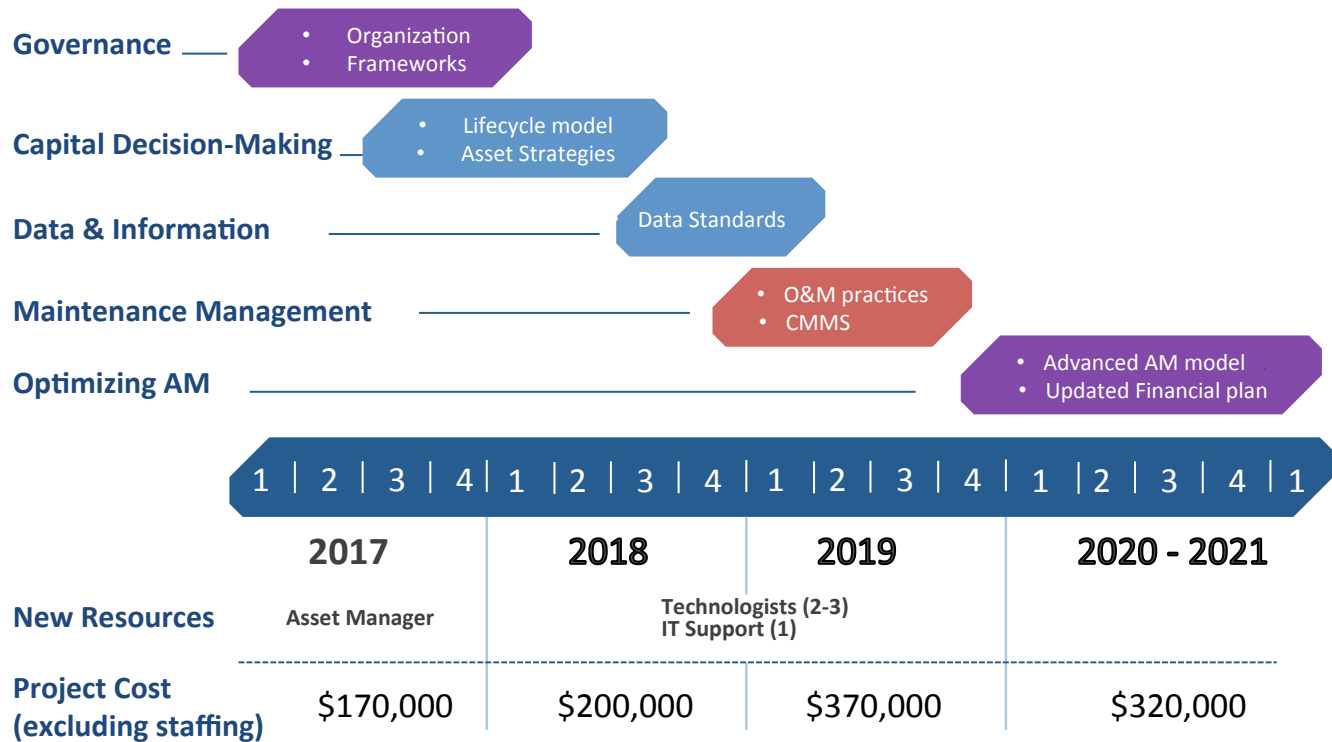 Governance
• Organization
• Frameworks
Capital Decision-Making
• Lifecycle model
• Asset Strategies
Data & Information
Data Standards
Maintenance Management
• O&M practices
• CMMS
Optimizing AM
• Advanced AM model
• Updated Financial plan
1 | 2 | 3 | 4 | 1 | 2 | 3 | 4 | 1 | 2 | 3 | 4 | 1 | 2 | 3 | 4 | 1
2017 2018 2019 2020 - 2021
New Resources
Asset Manager
Technologists (2-3)
IT Support (1)
Project Cost
(excluding staffing)
$170,000 $200,000 $370,000 $320,000